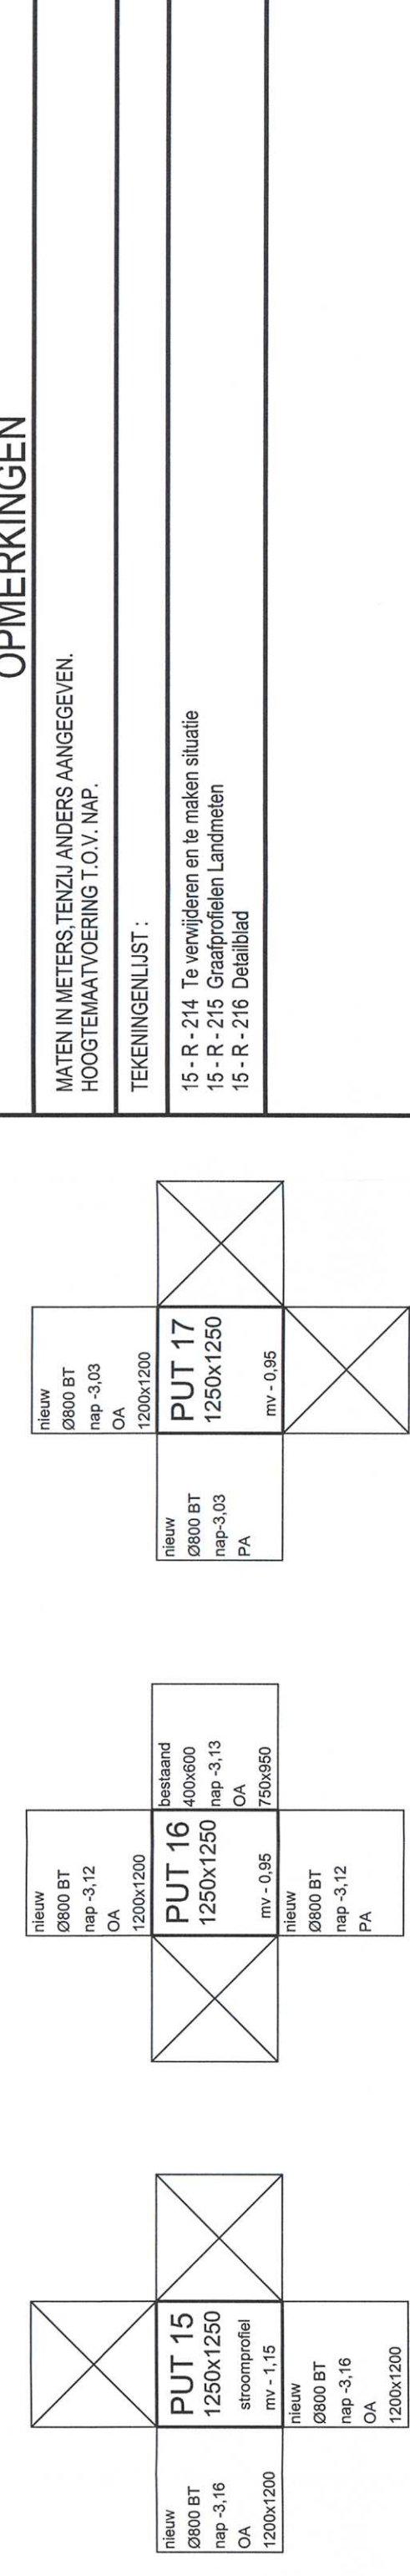 OPMERKINGEN
MATEN IN METERS,TENZIJ ANDERS AANGEGEVEN.
HOOGTEMAATVOERING T.O.V. NAP.
TEKENINGENLIJST :
15 - R - 214 Te verwijderen en te maken situatie
15 - R - 215 Graafprofielen Landmeten
15 - R - 216 Detailblad
nieuw
Ø800 BT
nap -3,16
OA
1200x1200
PUT 15
1250x1250
stroomprofiel
mv - 1,15
nieuw
Ø800 BT
nap -3,16
OA
1200x1200
nieuw
Ø800 BT
nap -3,12
OA
1200x1200
PUT 16
1250x1250
mv - 0,95
bestaand
400x600
nap -3,13
OA
750x950
nieuw
Ø800 BT
nap -3,12
PA
nieuw
Ø800 BT
nap -3,03
OA
1200x1200
nieuw
Ø800 BT
nap-3,03
PA
PUT 17
1250x1250
mv - 0,95